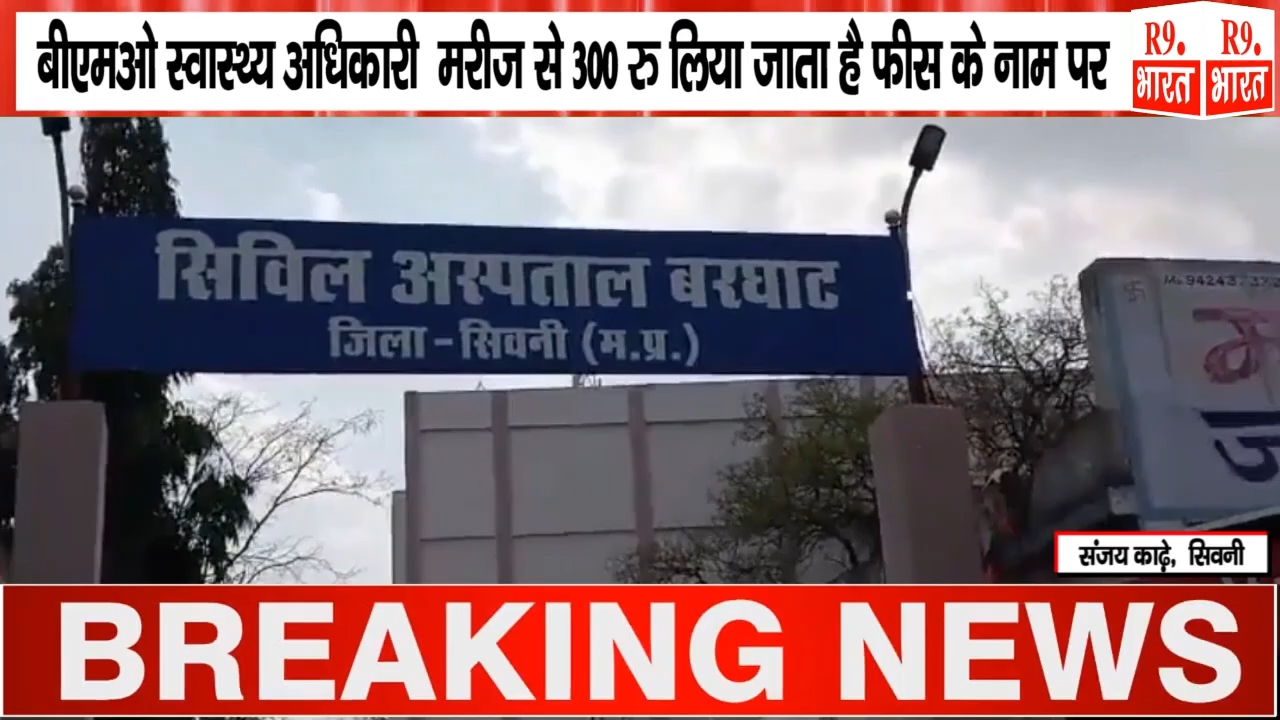 बीएमओ स्वास्थ्य अधिकारी मरीज से 300 रु लिया जाता है फीस के नाम पर
R9. भारत
R9. भारत
सिविल अस्पताल बरघाट
जिला-सिवनी (म.प्र.)
संजय काढ़े, सिवनी
BREAKING NEWS